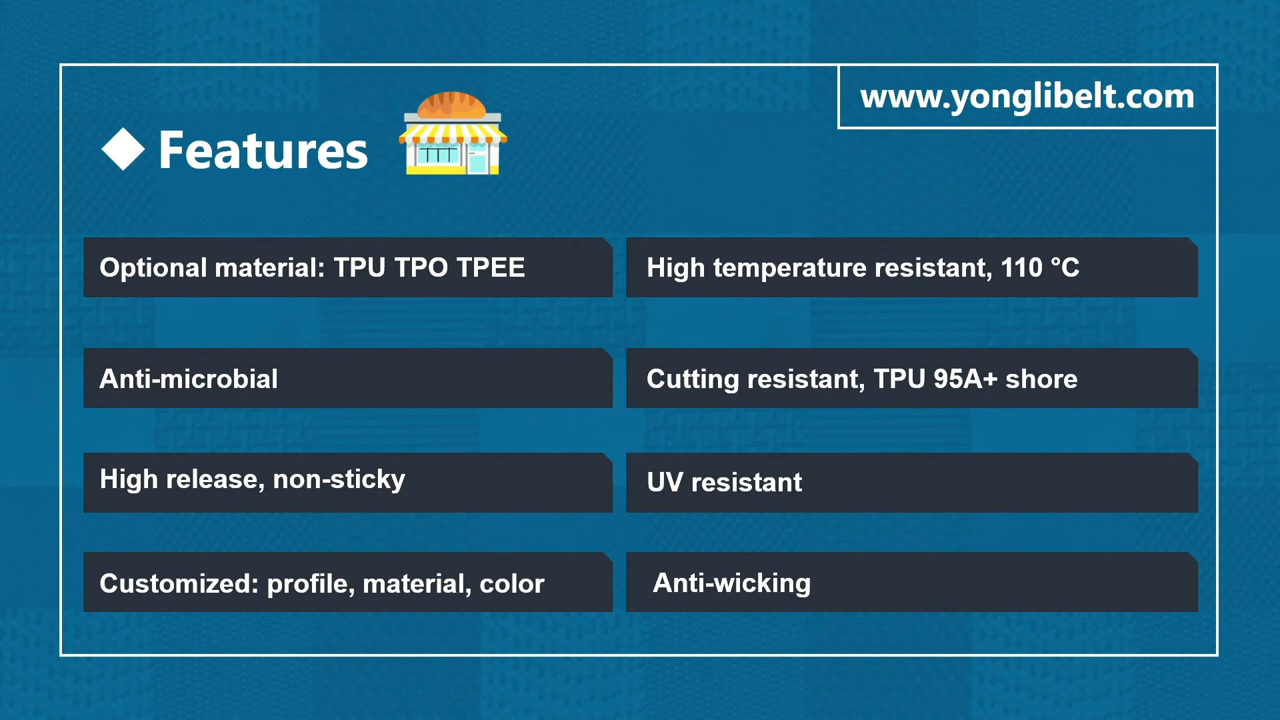 www.yonglibelt.com
Features
Optional material: TPU TPO TPEE
High temperature resistant, 110 °C
Anti-microbial
Cutting resistant, TPU 95A+ shore
High release, non-sticky
UV resistant
Customized: profile, material, color
Anti-wicking